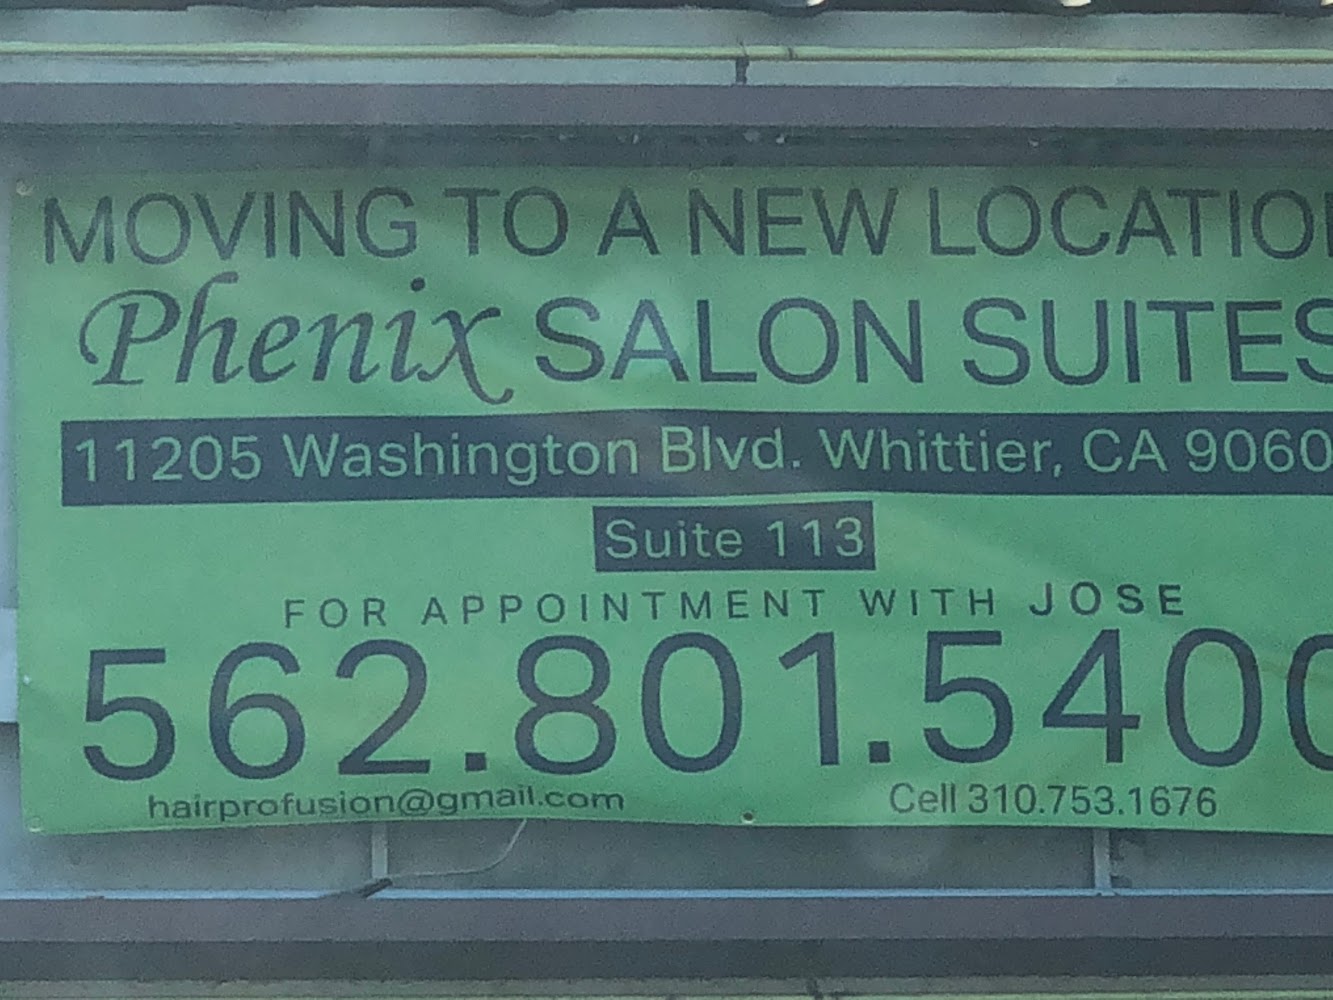 MOVING TO A NEW LOCATIO
Phenix SALON SUITES
11205 Washington Blvd. Whittier, CA 9060
Suite 113
FOR APPOINTMENT WITH JOSE
562.801.5400
hairprofusion@gmail.com
Cell 310.753.1676